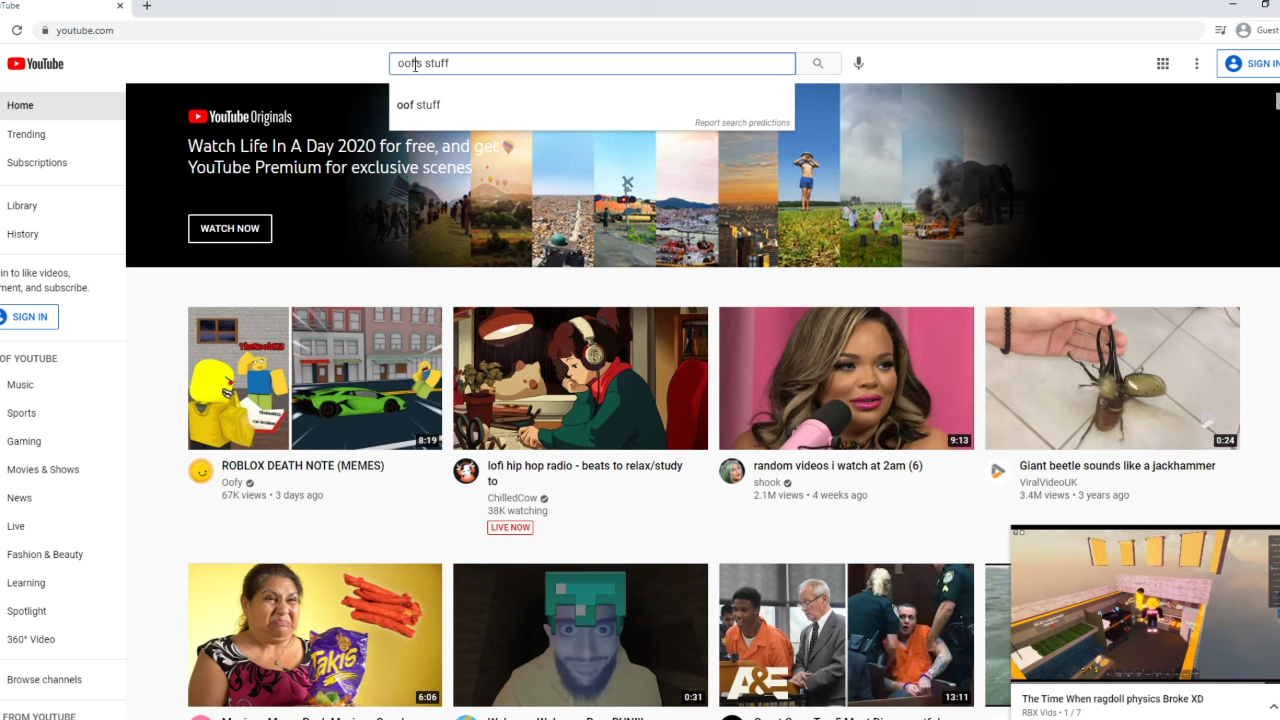 uTube
youtube.com
Guest
YouTube
oof's stuff
SIGN IN
oof stuff
Report search predictions
Home
Trending
Subscriptions
Library
History
in to like videos,
ment, and subscribe.
SIGN IN
OF YOUTUBE
Music
Sports
Gaming
Movies & Shows
News
Live
Fashion & Beauty
Learning
Spotlight
360° Video
Browse channels
FROM YOUTUBE
YouTube Originals
Watch Life In A Day 2020 for free, and get
YouTube Premium for exclusive scenes
WATCH NOW
8:19
ROBLOX DEATH NOTE (MEMES)
Oofy
67K views • 3 days ago
lofi hip hop radio - beats to relax/study
to
ChilledCow
38K watching
LIVE NOW
9:13
random videos i watch at 2am (6)
shook
2.1M views • 4 weeks ago
0:24
Giant beetle sounds like a jackhammer
ViralVideoUK
3.4M views • 3 years ago
Takis
6:06
0:31
A&E
13:11
The Time When ragdoll physics Broke XD
RBX Vids • 1 / 7